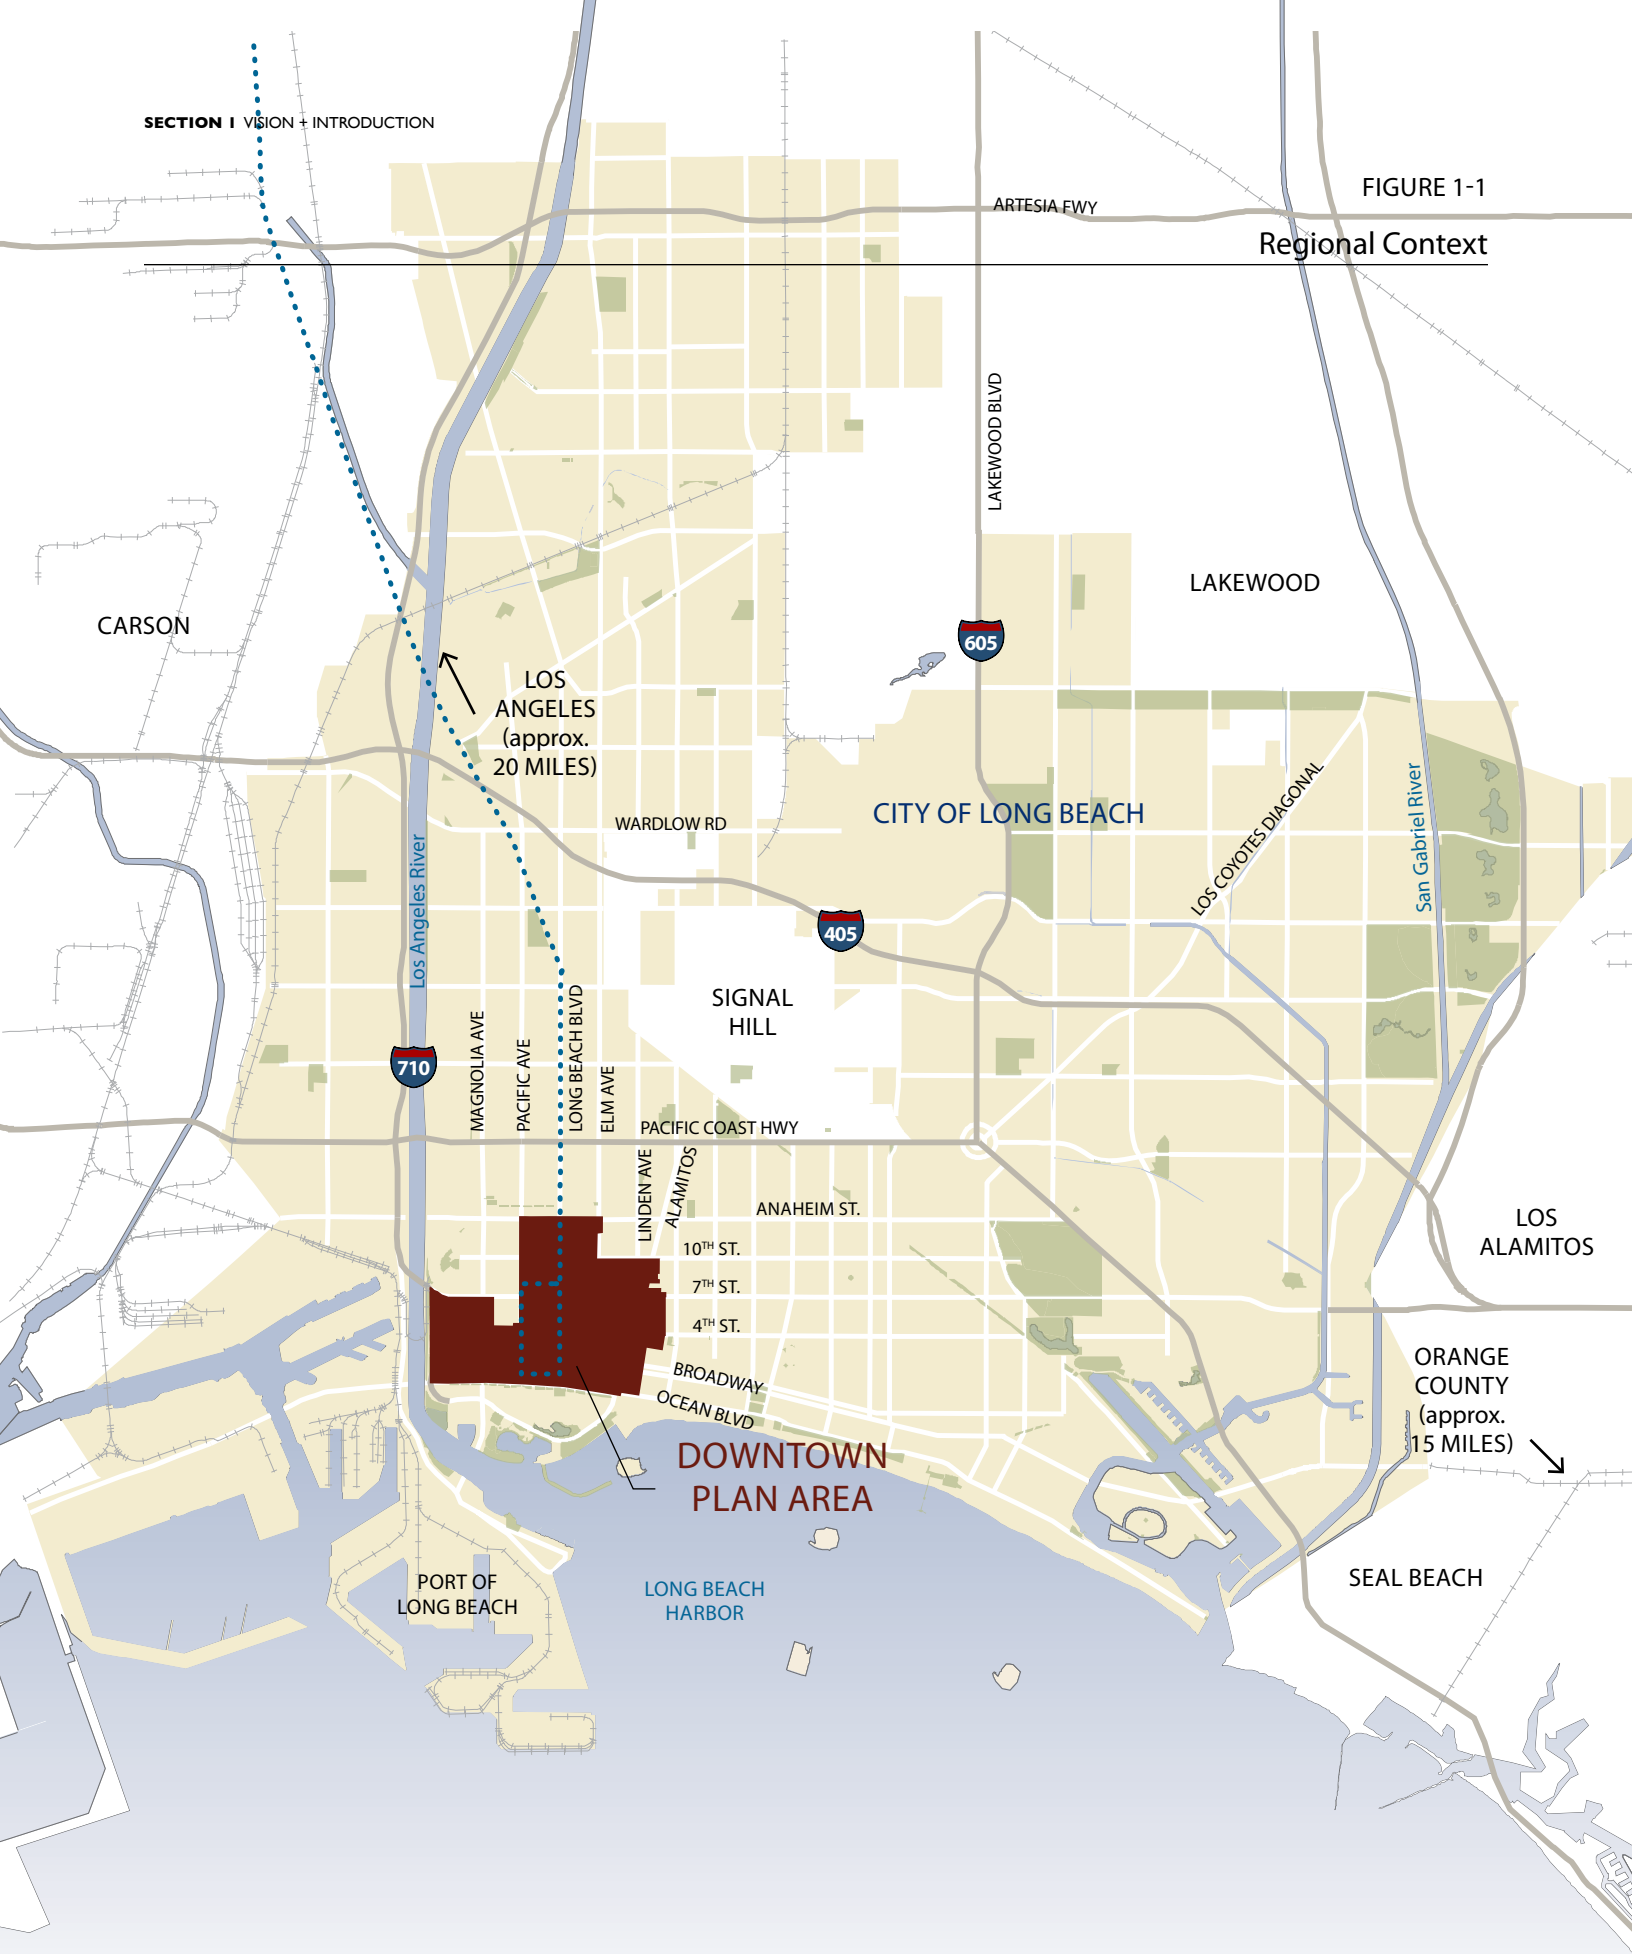 SECTION 1 VISION + INTRODUCTION
FIGURE 1-1
ARTESIA FWY
Regional Context
LAKEWOOD BLVD
LAKEWOOD
CARSON
605
LOS
ANGELES
(approx.
20 MILES)
WARDLOW RD
CITY OF LONG BEACH
LOS COYOTES DIAGONAL
San Gabriel River
Los Angeles River
405
SIGNAL
HILL
710
MAGNOLIA AVE
PACIFIC AVE
LONG BEACH BLVD
ELM AVE
PACIFIC COAST HWY
LINDEN AVE
ALAMITOS
ANAHEIM ST.
10TH ST.
7TH ST.
4TH ST.
LOS
ALAMITOS
BROADWAY
OCEAN BLVD
ORANGE
COUNTY
(approx.
15 MILES)
DOWNTOWN
PLAN AREA
PORT OF
LONG BEACH
LONG BEACH
HARBOR
SEAL BEACH